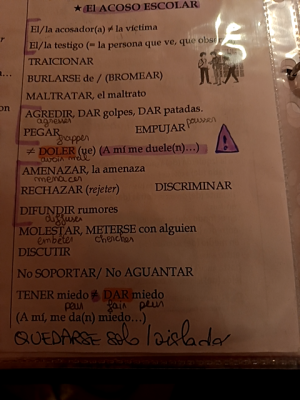 ★ El ACOSO ESCOLAR
El/la acosador(a) ≠ la víctima
El/la testigo (= la persona que ve, que obser
TRAICIONAR
BURLARSE de / (BROMEAR)
MALTRATAR, el maltrato
AGREDIR, DAR golpes, DAR patadas.
agresser
PEGAR EMPUJAR pousser
frapper
≠ DOLER (ue) (A mí me duele(n)…)
avoir mal
AMENAZAR, la amenaza
menacer
RECHAZAR (rejeter) DISCRIMINAR
DIFUNDIR rumores
diffuser
MOLESTAR, METERSE con alguien
embêter chercher
DISCUTIR
No SOPORTAR/ No AGUANTAR
TENER miedo ≠ DAR miedo
peur fair peur
(A mí, me da(n) miedo…)
QUEDARSE solo / aislado